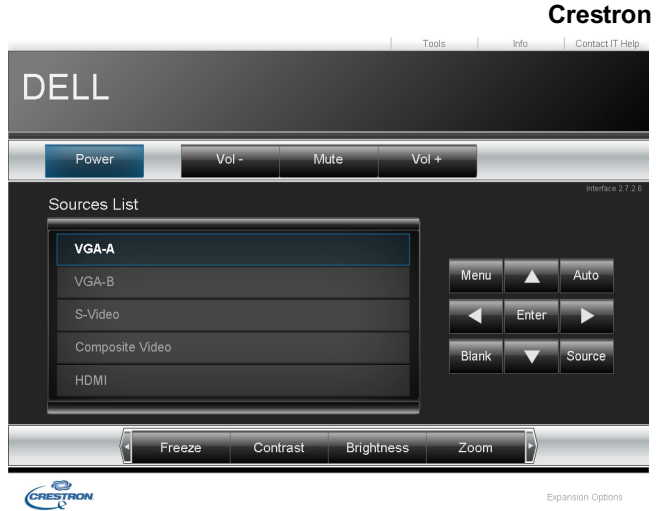 Crestron
Tools Info Contact IT Help
DELL
Power Vol - Mute Vol +
Interface 2.7.2.6
Sources List
VGA-A
VGA-B
S-Video
Composite Video
HDMI
Menu Auto
Enter
Blank Source
Freeze Contrast Brightness Zoom
CRESTRON
Expansion Options